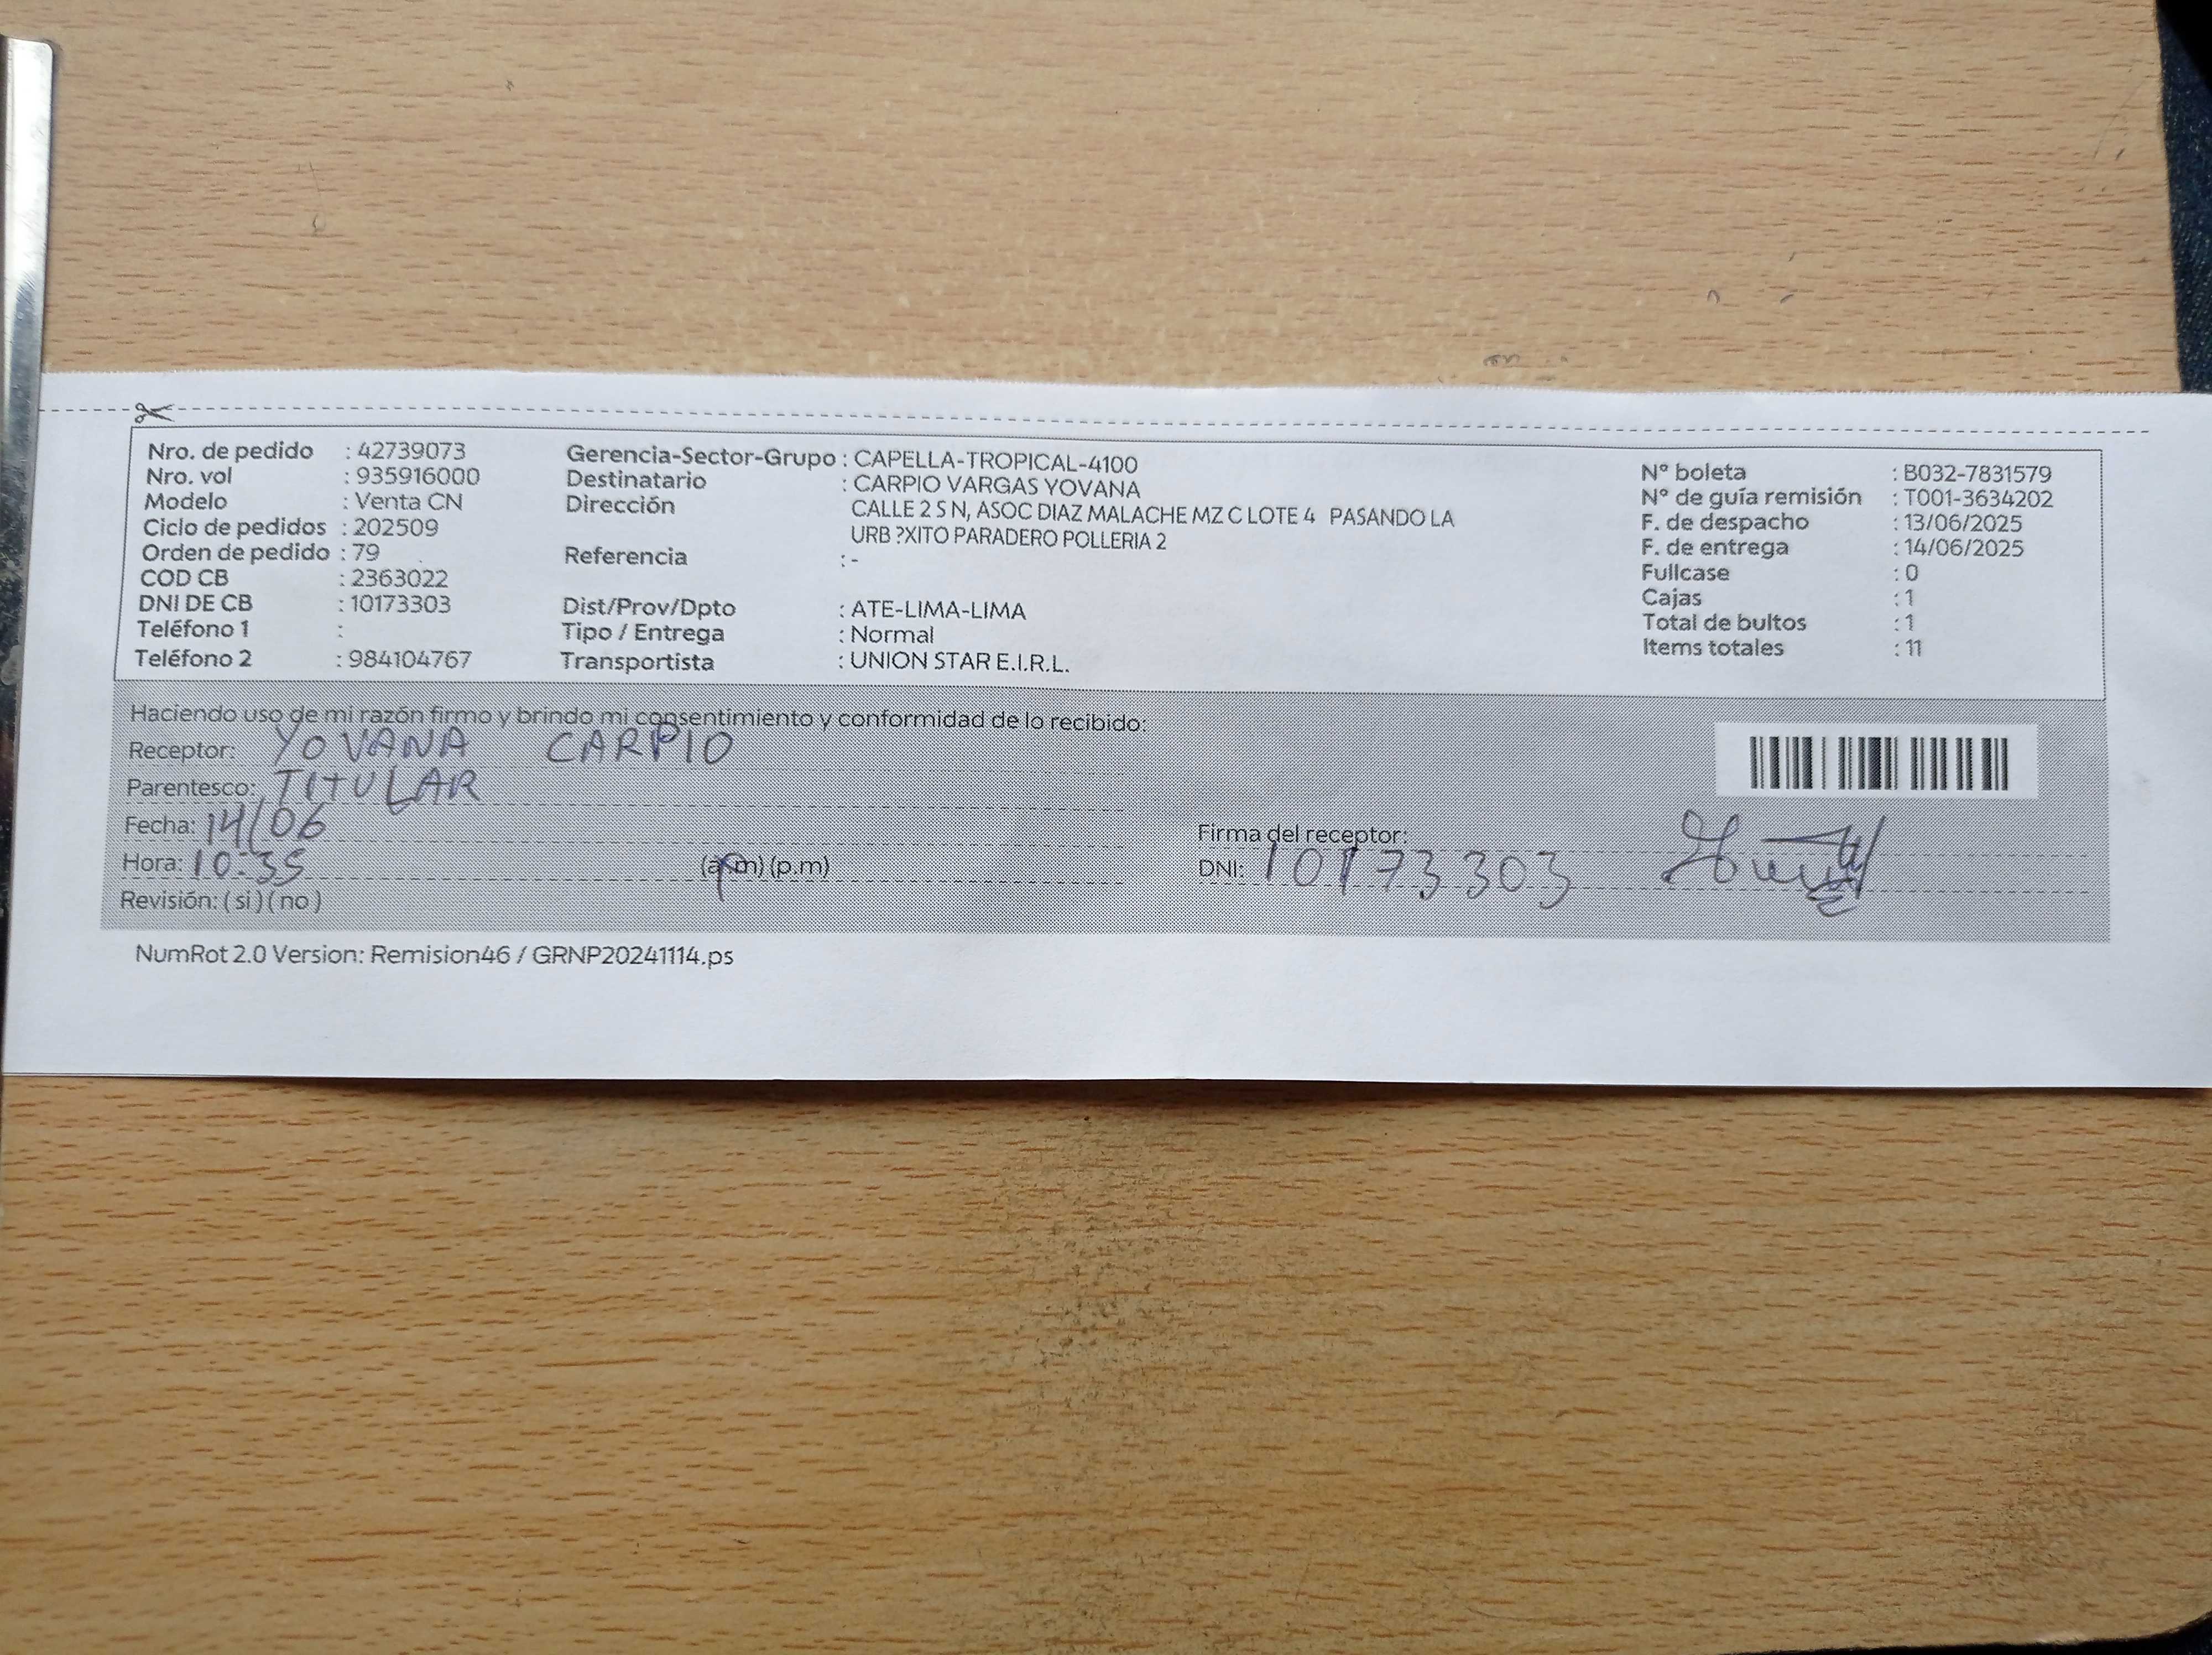 Nro. de pedido : 42739073
Nro. vol : 935916000
Modelo : Venta CN
Ciclo de pedidos : 202509
Orden de pedido : 79
COD CB : 2363022
DNI DE CB : 10173303
Teléfono 1 :
Teléfono 2 : 984104767
Gerencia-Sector-Grupo : CAPELLA-TROPICAL-4100
Destinatario : CARPIO VARGAS YOVANA
Dirección CALLE 2 S N, ASOC DIAZ MALACHE MZ C LOTE 4 PASANDO LA
URB ?XITO PARADERO POLLERIA 2
Referencia : -
Dist/Prov/Dpto : ATE-LIMA-LIMA
Tipo / Entrega : Normal
Transportista : UNION STAR E.I.R.L.
N° boleta : B032-7831579
N° de guía remisión : T001-3634202
F. de despacho : 13/06/2025
F. de entrega : 14/06/2025
Fullcase : 0
Cajas : 1
Total de bultos : 1
Items totales : 11
Haciendo uso de mi razón firmo y brindo mi consentimiento y conformidad de lo recibido:
Receptor: YOVANA CARPIO
Parentesco: TITULAR
Fecha: 14/06
Hora: 10:35 (a.m) (p.m)
Revisión: ( si ) ( no )
Firma del receptor:
DNI: 10173303
NumRot 2.0 Version: Remision46 / GRNP20241114.ps